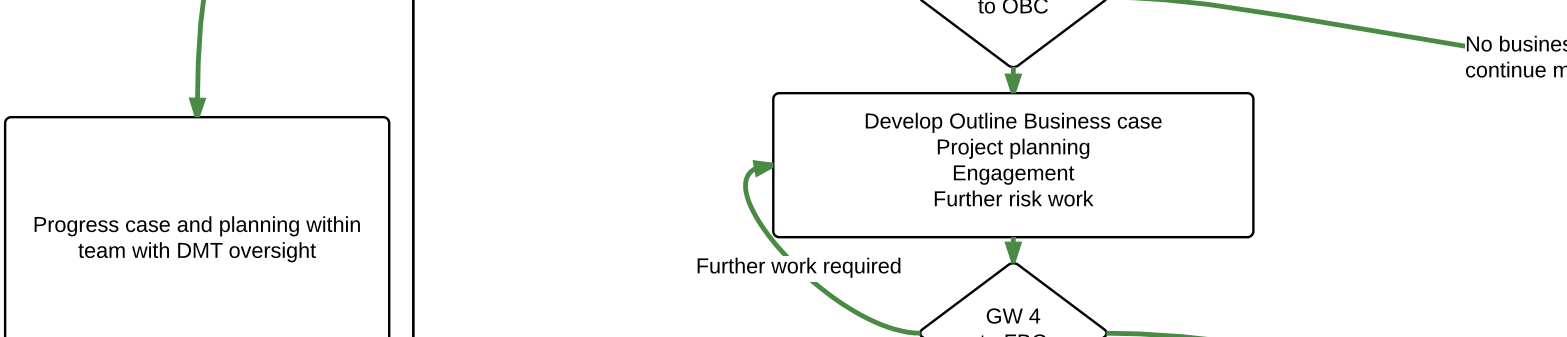 to OBC
No busines
continue m
Develop Outline Business case
Project planning
Engagement
Further risk work
Progress case and planning within
team with DMT oversight
Further work required
GW 4